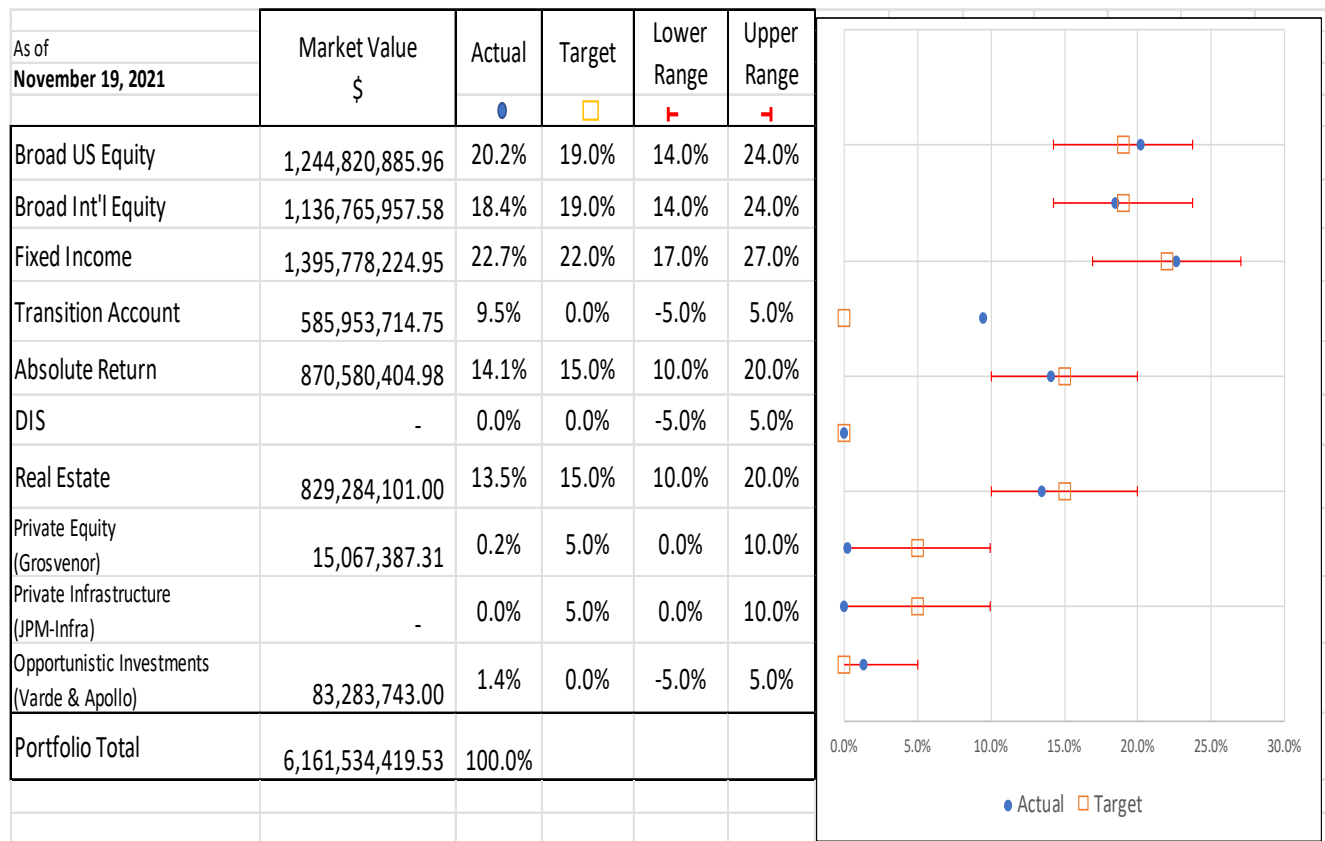 As of
November 19, 2021
Market Value
$
Actual
Target
Lower
Range
Upper
Range
Broad US Equity 1,244,820,885.96 20.2% 19.0% 14.0% 24.0%
Broad Int'l Equity 1,136,765,957.58 18.4% 19.0% 14.0% 24.0%
Fixed Income 1,395,778,224.95 22.7% 22.0% 17.0% 27.0%
Transition Account 585,953,714.75 9.5% 0.0% -5.0% 5.0%
Absolute Return 870,580,404.98 14.1% 15.0% 10.0% 20.0%
DIS - 0.0% 0.0% -5.0% 5.0%
Real Estate 829,284,101.00 13.5% 15.0% 10.0% 20.0%
Private Equity
(Grosvenor) 15,067,387.31 0.2% 5.0% 0.0% 10.0%
Private Infrastructure
(JPM-Infra) - 0.0% 5.0% 0.0% 10.0%
Opportunistic Investments
(Varde & Apollo) 83,283,743.00 1.4% 0.0% -5.0% 5.0%
Portfolio Total 6,161,534,419.53 100.0%
0.0% 5.0% 10.0% 15.0% 20.0% 25.0% 30.0%
Actual Target